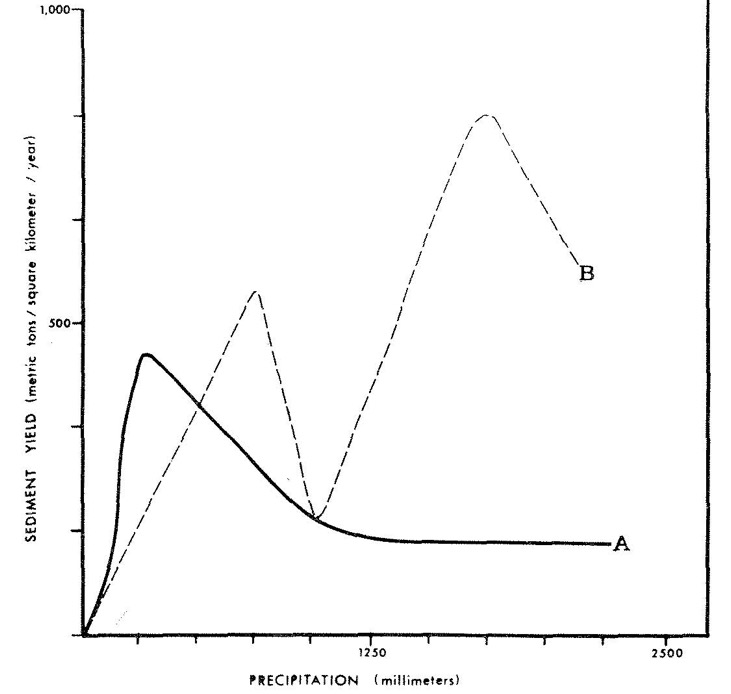 1,000
SEDIMENT YIELD (metric tons/square kilometer / year)
500
B
A
1250
2500
PRECIPITATION (millimeters)